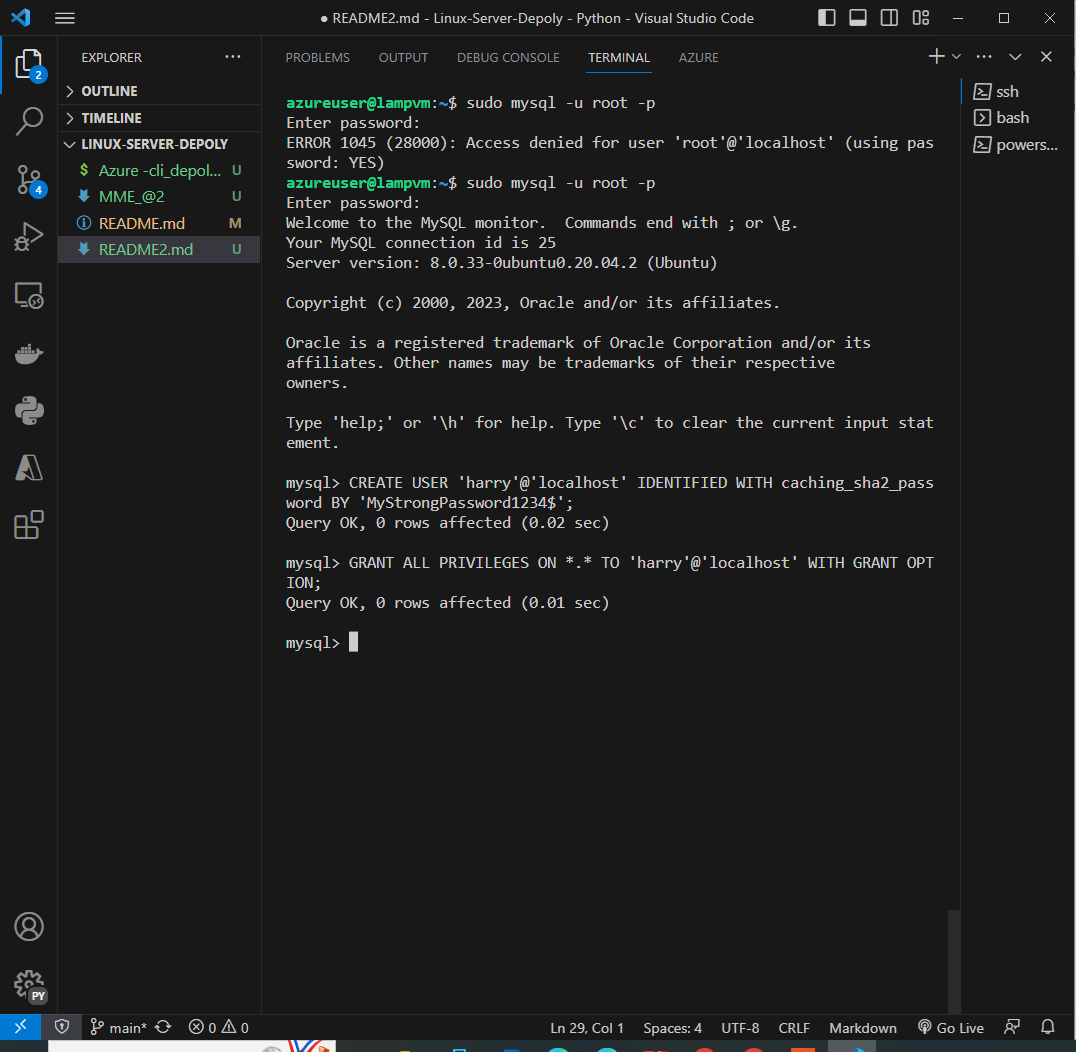 ● README2.md - Linux-Server-Depoly - Python - Visual Studio Code
2
4
PY
EXPLORER
OUTLINE
TIMELINE
LINUX-SERVER-DEPOLY
$ Azure -cli_depol... U
MME_@2 U
README.md M
README2.md U
PROBLEMS OUTPUT DEBUG CONSOLE TERMINAL AZURE
azureuser@lampvm:~$ sudo mysql -u root -p
Enter password:
ERROR 1045 (28000): Access denied for user 'root'@'localhost' (using pas
sword: YES)
azureuser@lampvm:~$ sudo mysql -u root -p
Enter password:
Welcome to the MySQL monitor.  Commands end with ; or \g.
Your MySQL connection id is 25
Server version: 8.0.33-0ubuntu0.20.04.2 (Ubuntu)
Copyright (c) 2000, 2023, Oracle and/or its affiliates.
Oracle is a registered trademark of Oracle Corporation and/or its
affiliates. Other names may be trademarks of their respective
owners.
Type 'help;' or '\h' for help. Type '\c' to clear the current input stat
ement.
mysql> CREATE USER 'harry'@'localhost' IDENTIFIED WITH caching_sha2_pass
word BY 'MyStrongPassword1234$';
Query OK, 0 rows affected (0.02 sec)
mysql> GRANT ALL PRIVILEGES ON *.* TO 'harry'@'localhost' WITH GRANT OPT
ION;
Query OK, 0 rows affected (0.01 sec)
mysql>
ssh
bash
powers...
main* 0 0 Ln 29, Col 1 Spaces: 4 UTF-8 CRLF Markdown Go Live